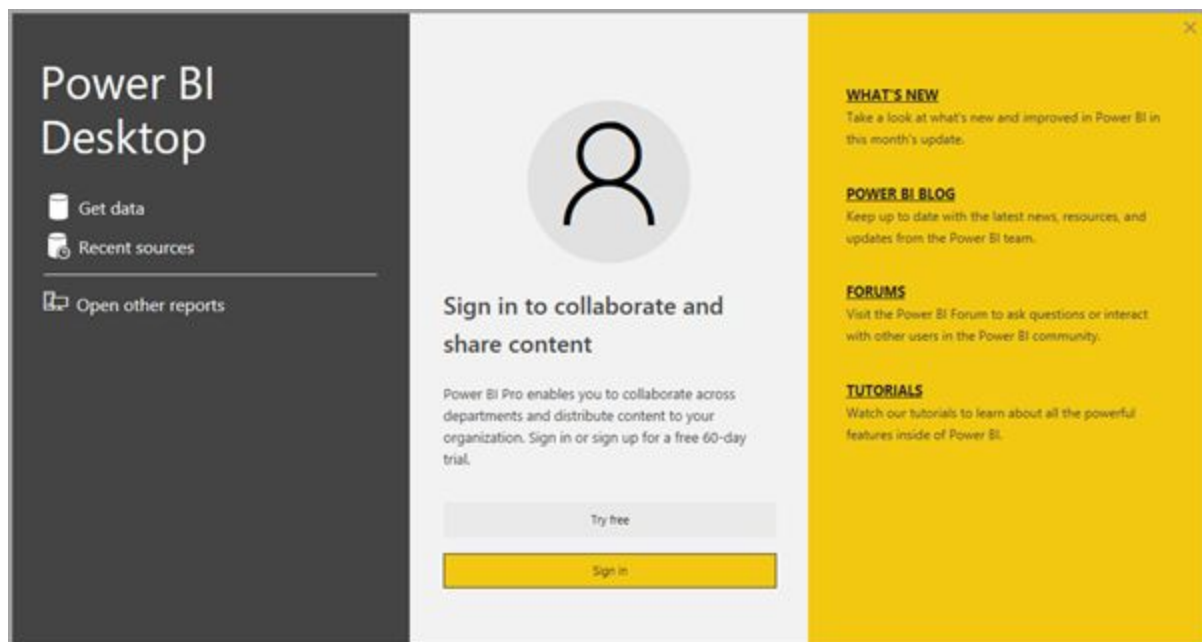 Power BI
Desktop
Get data
Recent sources
Open other reports
Sign in to collaborate and
share content
Power BI Pro enables you to collaborate across
departments and distribute content to your
organization. Sign in or sign up for a free 60-day
trial.
Try free
Sign in
WHAT'S NEW
Take a look at what's new and improved in Power BI in
this month's update.
POWER BI BLOG
Keep up to date with the latest news, resources, and
updates from the Power BI team.
FORUMS
Visit the Power BI Forum to ask questions or interact
with other users in the Power BI community.
TUTORIALS
Watch our tutorials to learn about all the powerful
features inside of Power BI.